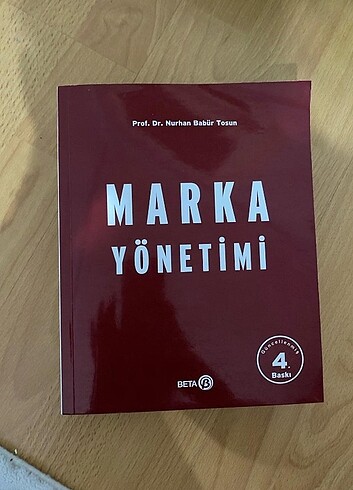 Prof. Dr. Nurhan Babür Tosun
MARKA
YÖNETİMİ
Güncellenmiş
4.
Baskı
BETA B